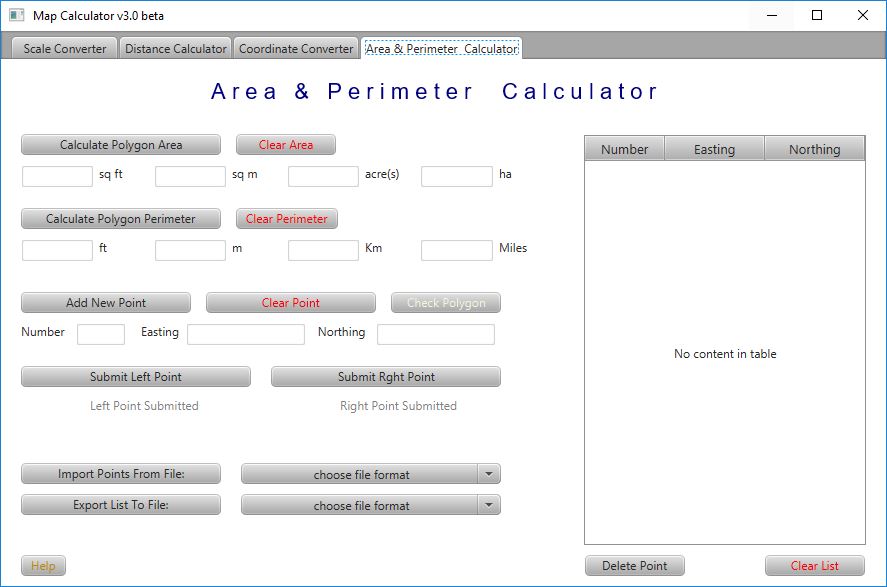 Map Calculator v3.0 beta
Scale Converter Distance Calculator Coordinate Converter Area & Perimeter Calculator
Area & Perimeter Calculator
Calculate Polygon Area Clear Area
sq ft sq m acre(s) ha
Calculate Polygon Perimeter Clear Perimeter
ft m Km Miles
Add New Point Clear Point Check Polygon
Number Easting Northing
Submit Left Point Submit Rght Point
Left Point Submitted Right Point Submitted
Import Points From File: choose file format
Export List To File: choose file format
Help
Number Easting Northing
No content in table
Delete Point Clear List